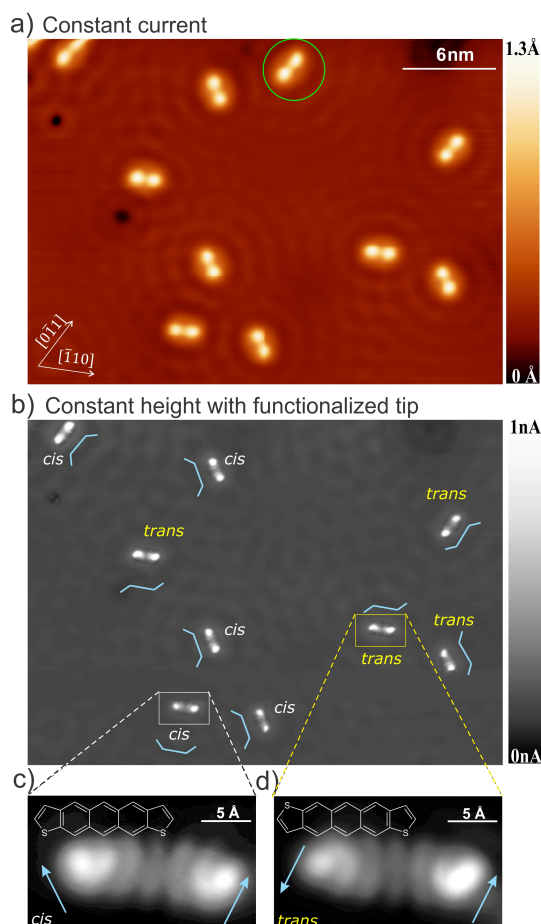 a) Constant current
1.3Å
6nm
[01̄1]
[1̄10]
0 Å
b) Constant height with functionalized tip
1nA
cis
cis
trans
trans
cis
trans
trans
cis
cis
0nA
c)
d)
S
S
5 Å
cis
S
S
5 Å
trans